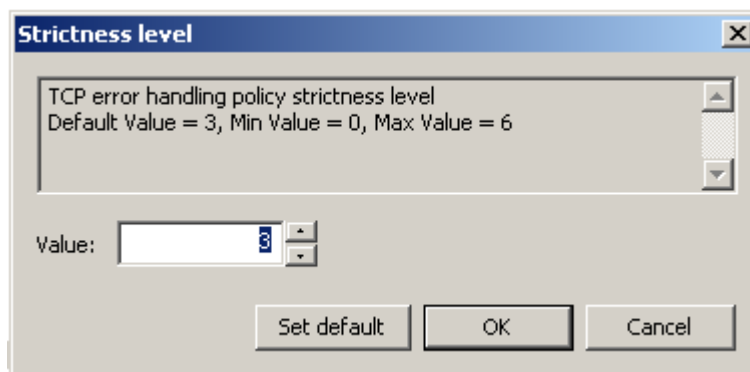 Strictness level
TCP error handling policy strictness level
Default Value = 3, Min Value = 0, Max Value = 6
Value: 3
Set default OK Cancel